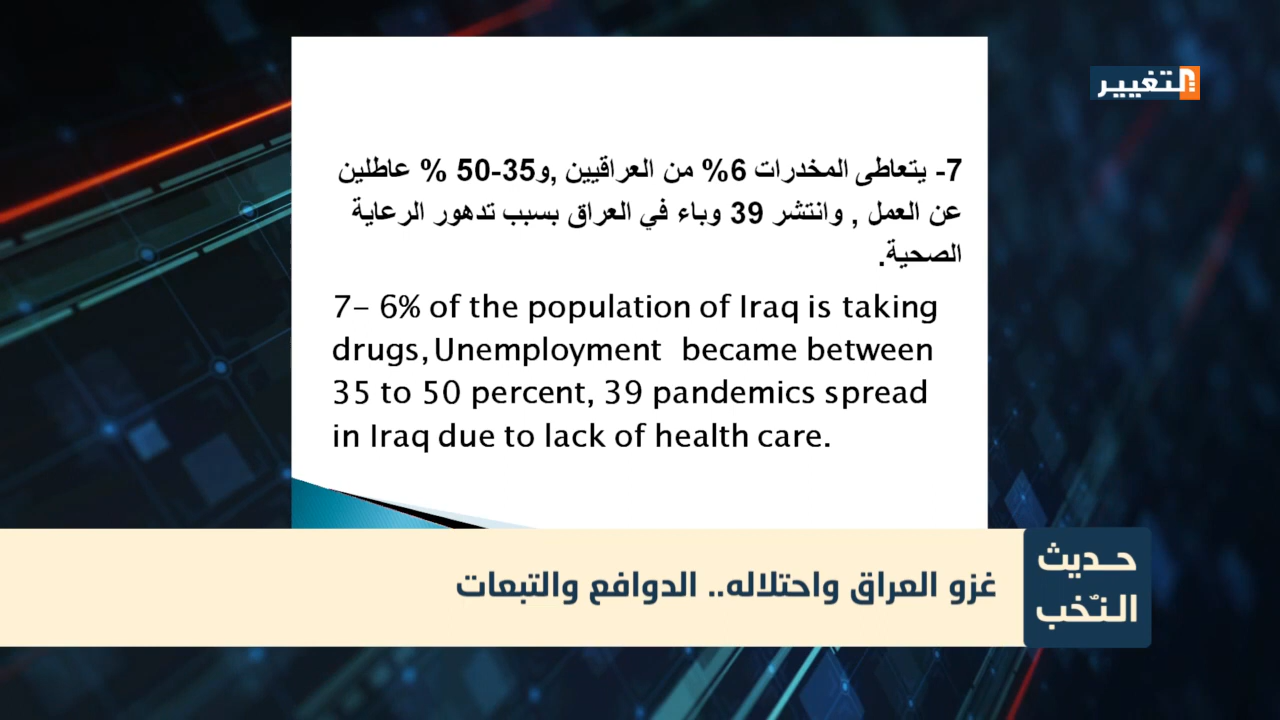 التغيير
7- يتعاطى المخدرات 6% من العراقيين ,و35-50 % عاطلين
عن العمل , وانتشر 39 وباء في العراق بسبب تدهور الرعاية
الصحية.
7- 6% of the population of Iraq is taking
drugs,Unemployment became between
35 to 50 percent, 39 pandemics spread
in Iraq due to lack of health care.
حـديث
النـُخب
غزو العراق واحتلاله.. الدوافع والتبعات